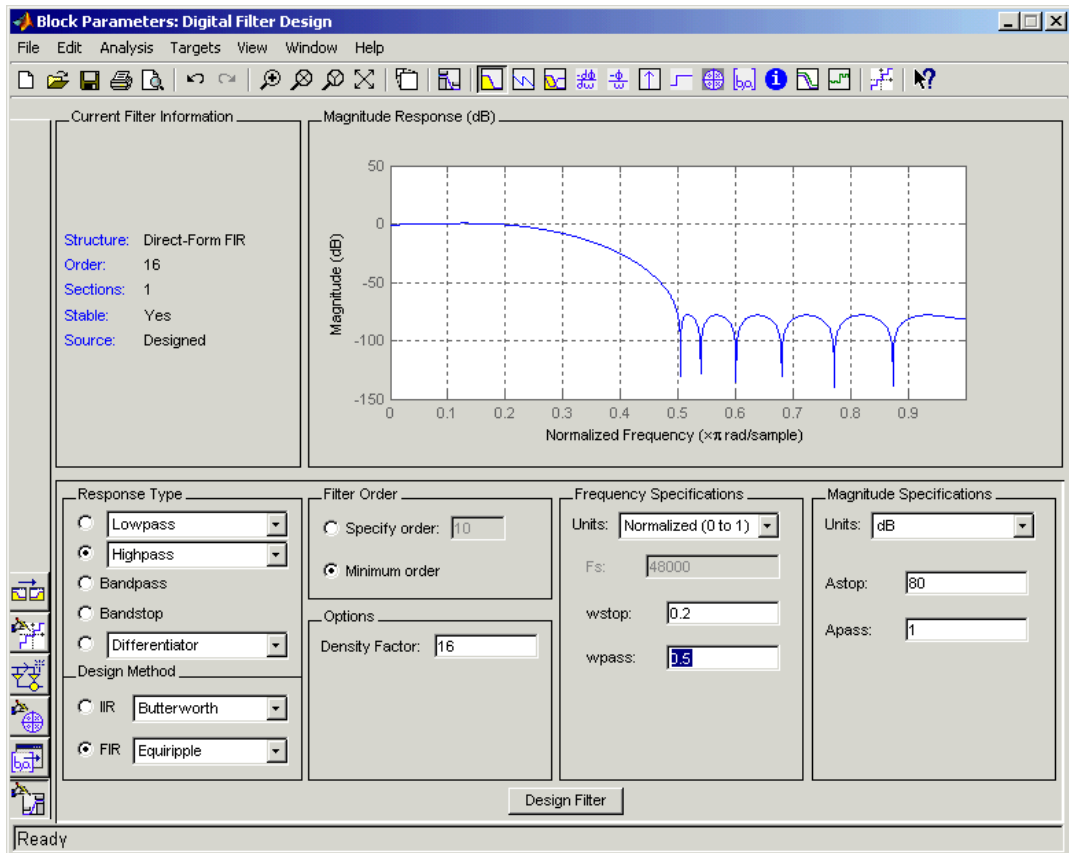 Block Parameters: Digital Filter Design
File Edit Analysis Targets View Window Help
Current Filter Information
Structure: Direct-Form FIR
Order: 16
Sections: 1
Stable: Yes
Source: Designed
Magnitude Response (dB)
50
0
-50
-100
-150
Magnitude (dB)
0 0.1 0.2 0.3 0.4 0.5 0.6 0.7 0.8 0.9
Normalized Frequency (×π rad/sample)
Response Type
Lowpass
Highpass
Bandpass
Bandstop
Differentiator
Design Method
IIR Butterworth
FIR Equiripple
Filter Order
Specify order: 10
Minimum order
Options
Density Factor: 16
Frequency Specifications
Units: Normalized (0 to 1)
Fs: 48000
wstop: 0.2
wpass: 0.5
Magnitude Specifications
Units: dB
Astop: 80
Apass: 1
Design Filter
Ready